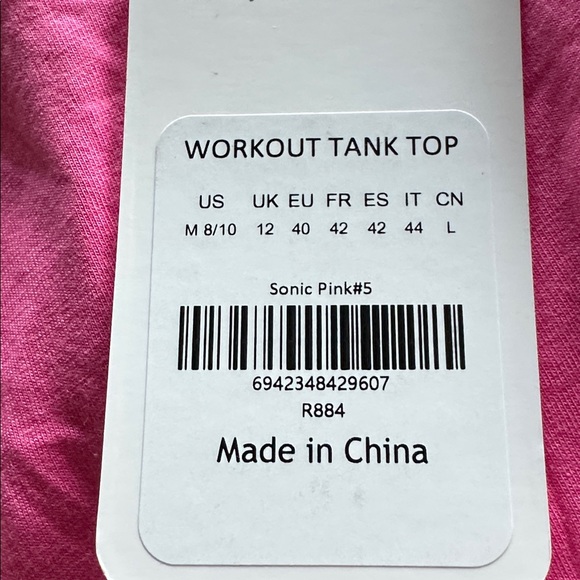 WORKOUT TANK TOP
US UK EU FR ES IT CN
M 8/10 12 40 42 42 44 L
Sonic Pink#5
6942348429607
R884
Made in China